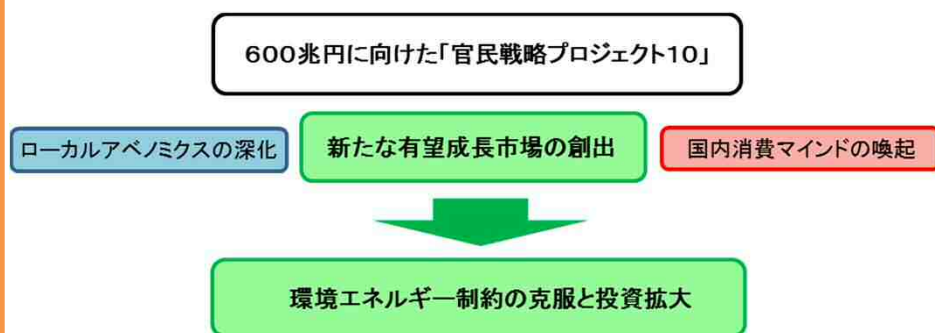 600兆円に向けた「官民戦略プロジェクト10」
ローカルアベノミクスの深化
新たな有望成長市場の創出
国内消費マインドの喚起
環境エネルギー制約の克服と投資拡大